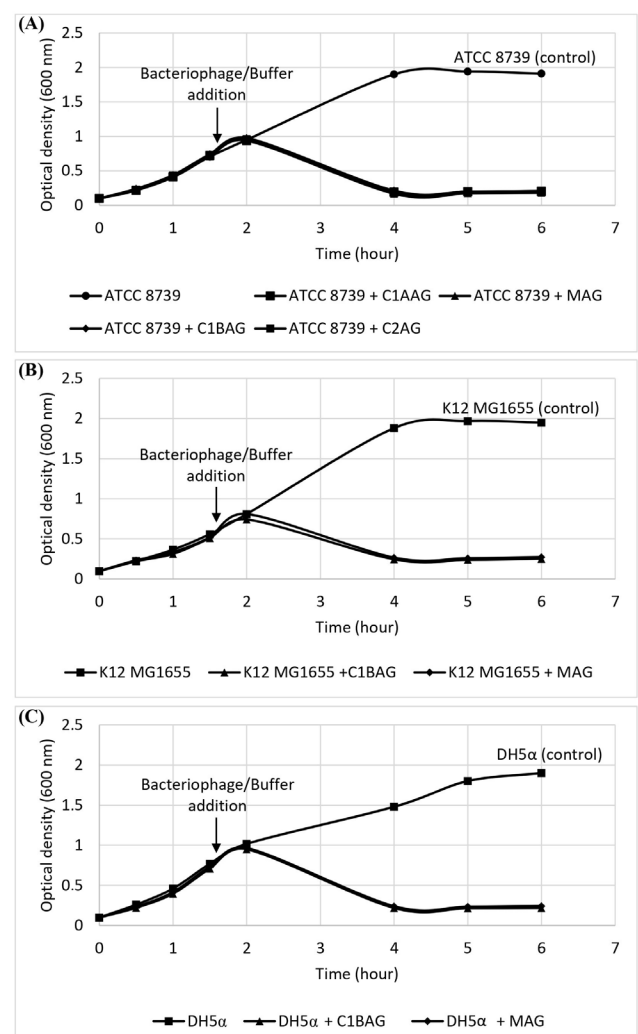 (A)
2.5
2
1.5
1
0.5
0
Optical density (600 nm)
ATCC 8739 (control)
Bacteriophage/Buffer
addition
0 1 2 3 4 5 6 7
Time (hour)
ATCC 8739 ATCC 8739 + C1AAG ATCC 8739 + MAG
ATCC 8739 + C1BAG ATCC 8739 + C2AG
(B)
2.5
2
1.5
1
0.5
0
Optical density (600 nm)
K12 MG1655 (control)
Bacteriophage/Buffer
addition
0 1 2 3 4 5 6 7
Time (hour)
K12 MG1655 K12 MG1655 +C1BAG K12 MG1655 + MAG
(C)
2.5
2
1.5
1
0.5
0
Optical density (600 nm)
DH5α (control)
Bacteriophage/Buffer
addition
0 1 2 3 4 5 6 7
Time (hour)
DH5α DH5α + C1BAG DH5α + MAG